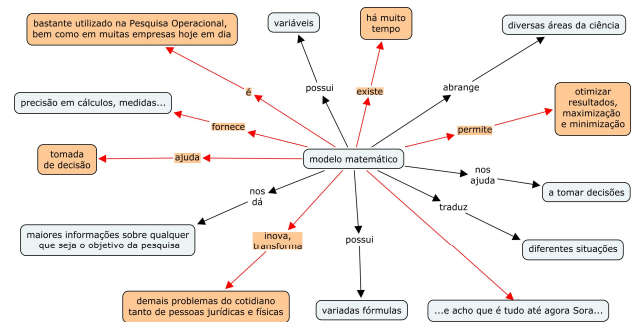 bastante utilizado na Pesquisa Operacional,
bem como em muitas empresas hoje em dia
variáveis
há muito
tempo
diversas áreas da ciência
possui
existe
abrange
é
precisão em cálculos, medidas...
fornece
permite
otimizar
resultados,
maximização
e minimização
tomada
de decisão
ajuda
modelo matemático
nos
ajuda
a tomar decisões
nos
dá
traduz
maiores informações sobre qualquer
que seja o objetivo da pesquisa
inova,
transforma
possui
diferentes situações
demais problemas do cotidiano
tanto de pessoas jurídicas e físicas
variadas fórmulas
...e acho que é tudo até agora Sora...